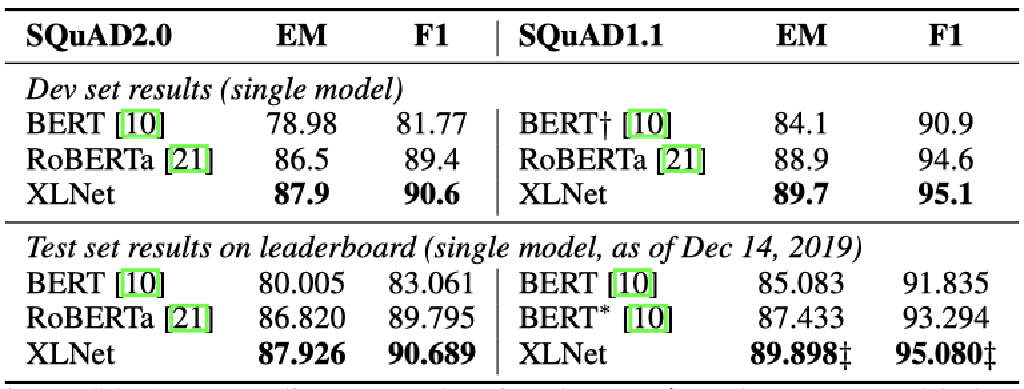 SQuAD2.0 EM F1 SQuAD1.1 EM F1
Dev set results (single model)
BERT [10] 78.98 81.77 BERT† [10] 84.1 90.9
RoBERTa [21] 86.5 89.4 RoBERTa [21] 88.9 94.6
XLNet 87.9 90.6 XLNet 89.7 95.1
Test set results on leaderboard (single model, as of Dec 14, 2019)
BERT [10] 80.005 83.061 BERT [10] 85.083 91.835
RoBERTa [21] 86.820 89.795 BERT* [10] 87.433 93.294
XLNet 87.926 90.689 XLNet 89.898‡ 95.080‡